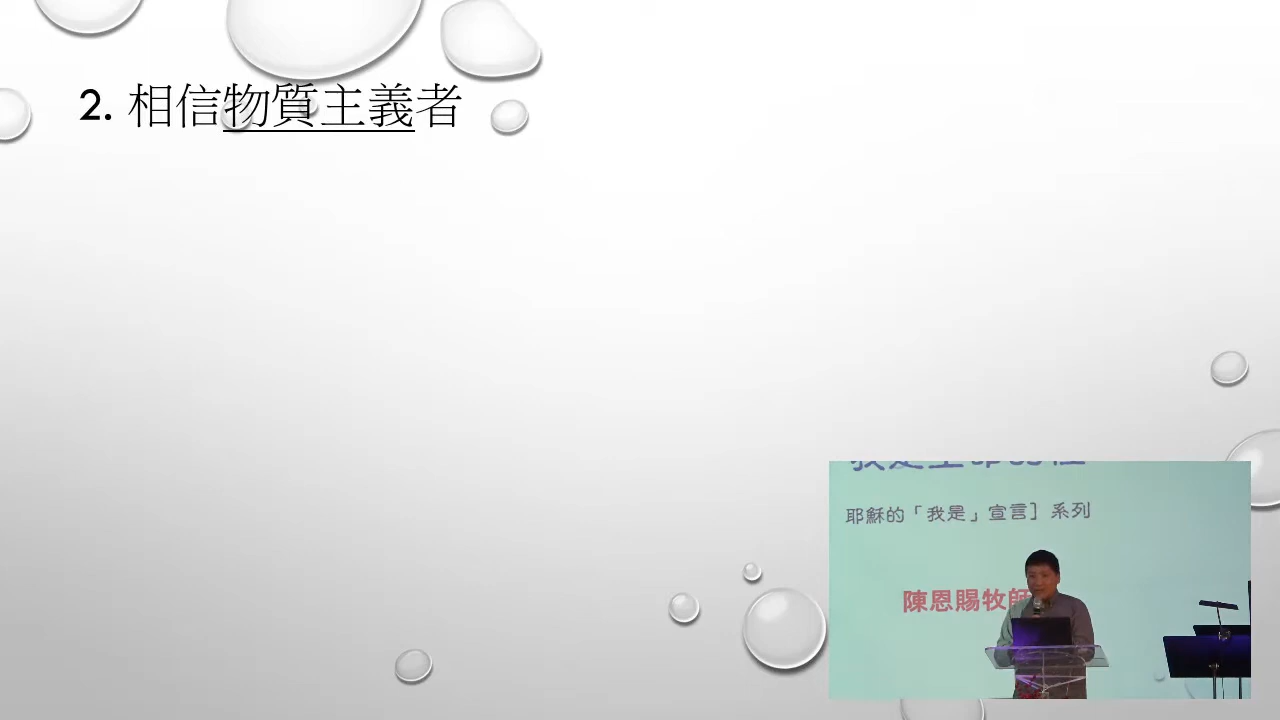 2. 相信物質主義者
耶穌的「我是」宣言] 系列
陳恩賜牧師